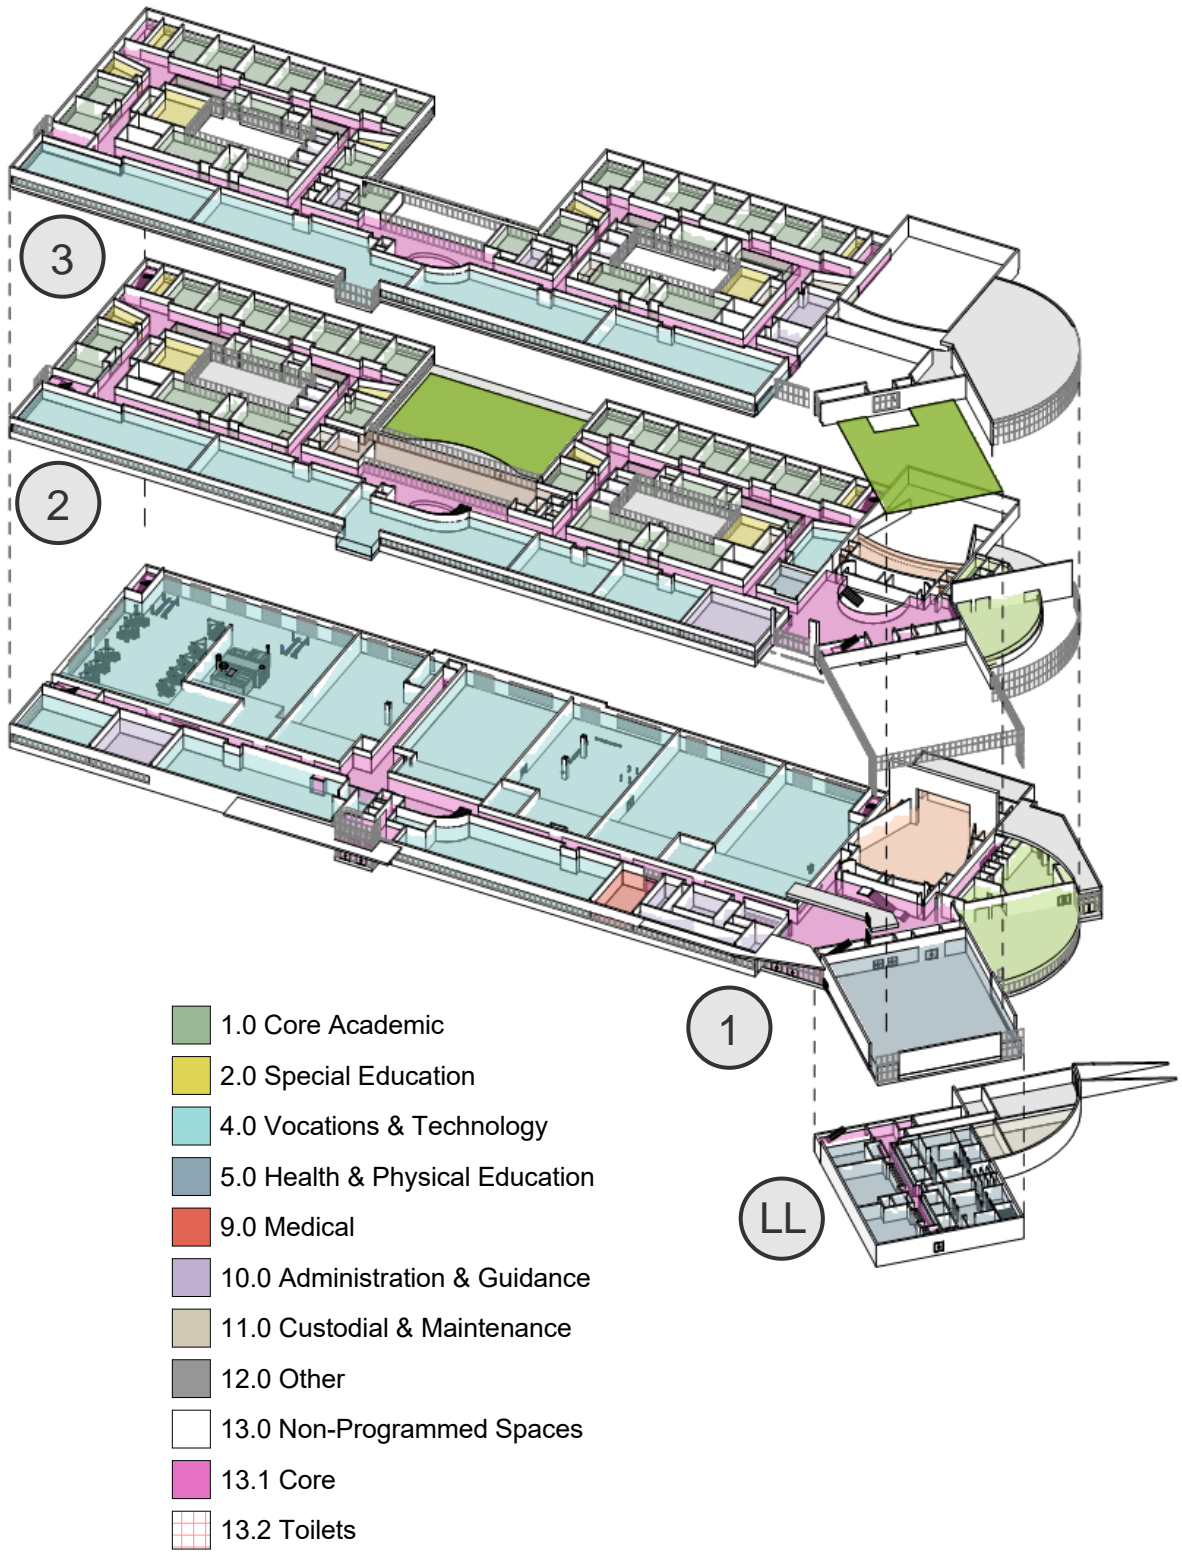 3
2
1
LL
1.0 Core Academic
2.0 Special Education
4.0 Vocations & Technology
5.0 Health & Physical Education
9.0 Medical
10.0 Administration & Guidance
11.0 Custodial & Maintenance
12.0 Other
13.0 Non-Programmed Spaces
13.1 Core
13.2 Toilets